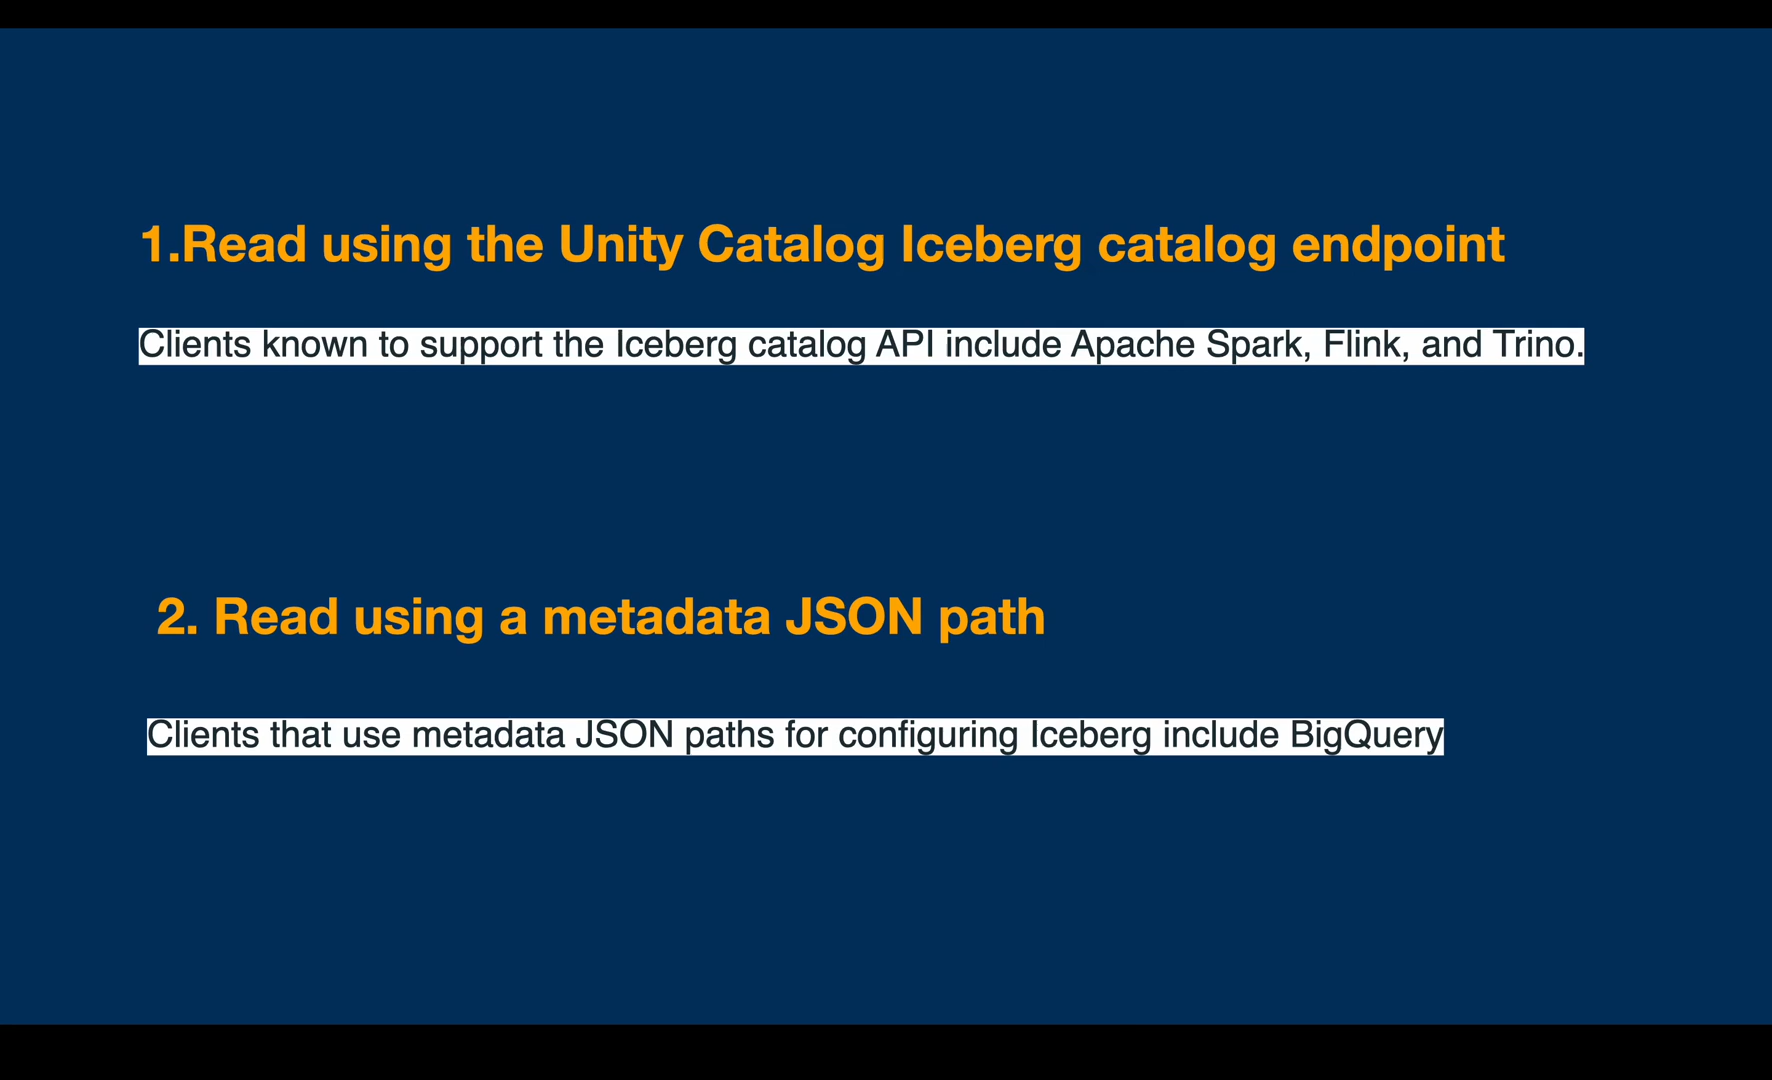 1.Read using the Unity Catalog Iceberg catalog endpoint
Clients known to support the Iceberg catalog API include Apache Spark, Flink, and Trino.
2. Read using a metadata JSON path
Clients that use metadata JSON paths for configuring Iceberg include BigQuery